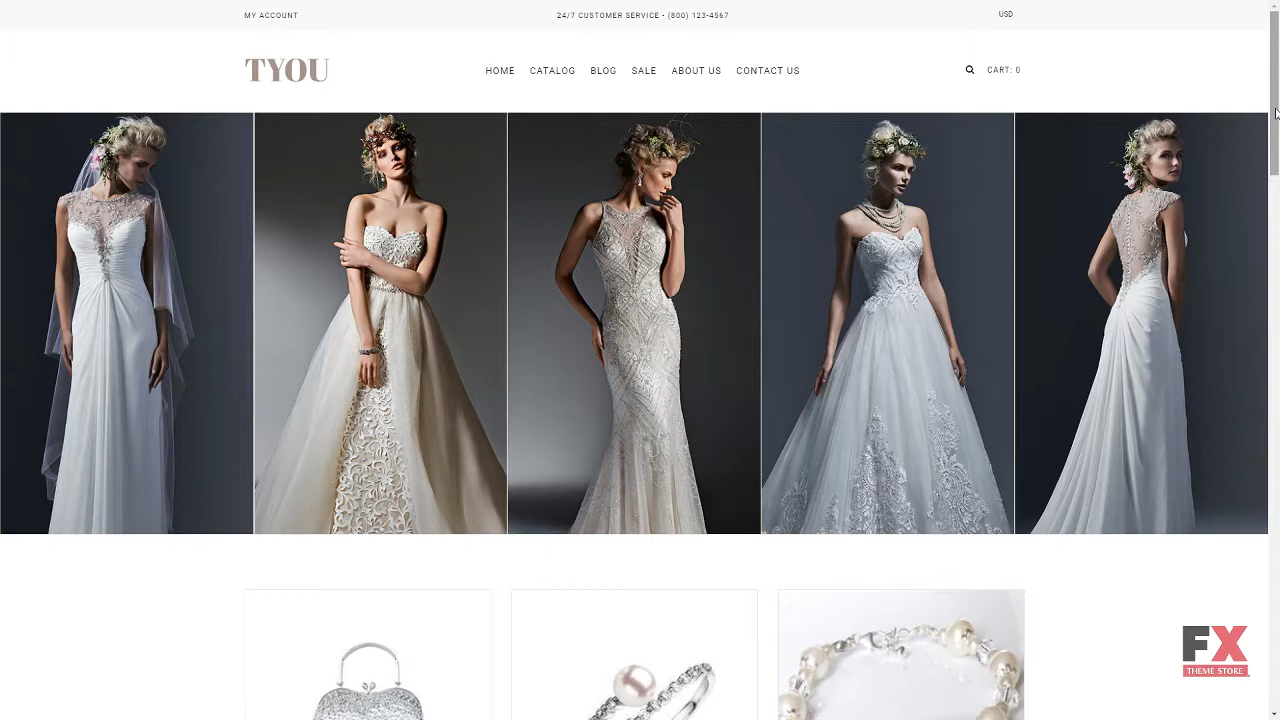 MY ACCOUNT
24/7 CUSTOMER SERVICE - (800) 123-4567
USD
TYOU
HOME CATALOG BLOG SALE ABOUT US CONTACT US
CART: 0
FX
THEME STORE